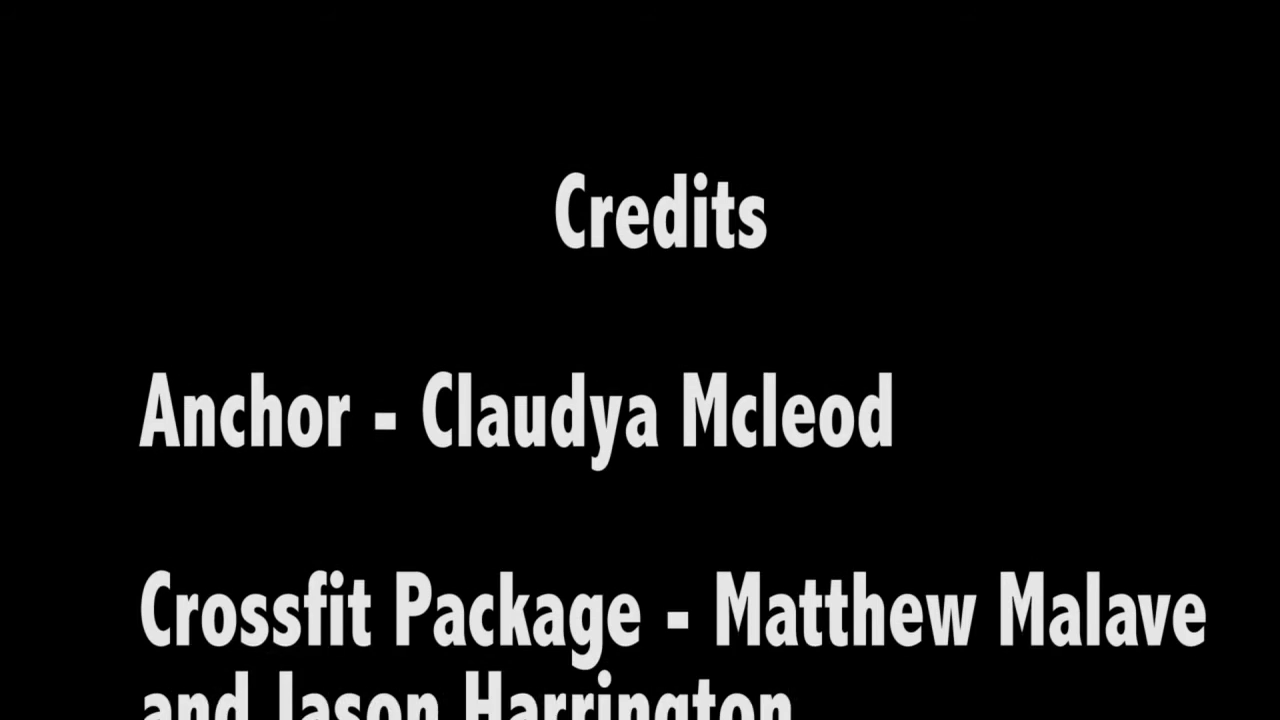 Credits
Anchor - Claudya Mcleod
Crossfit Package - Matthew Malave
and Jason Harrington